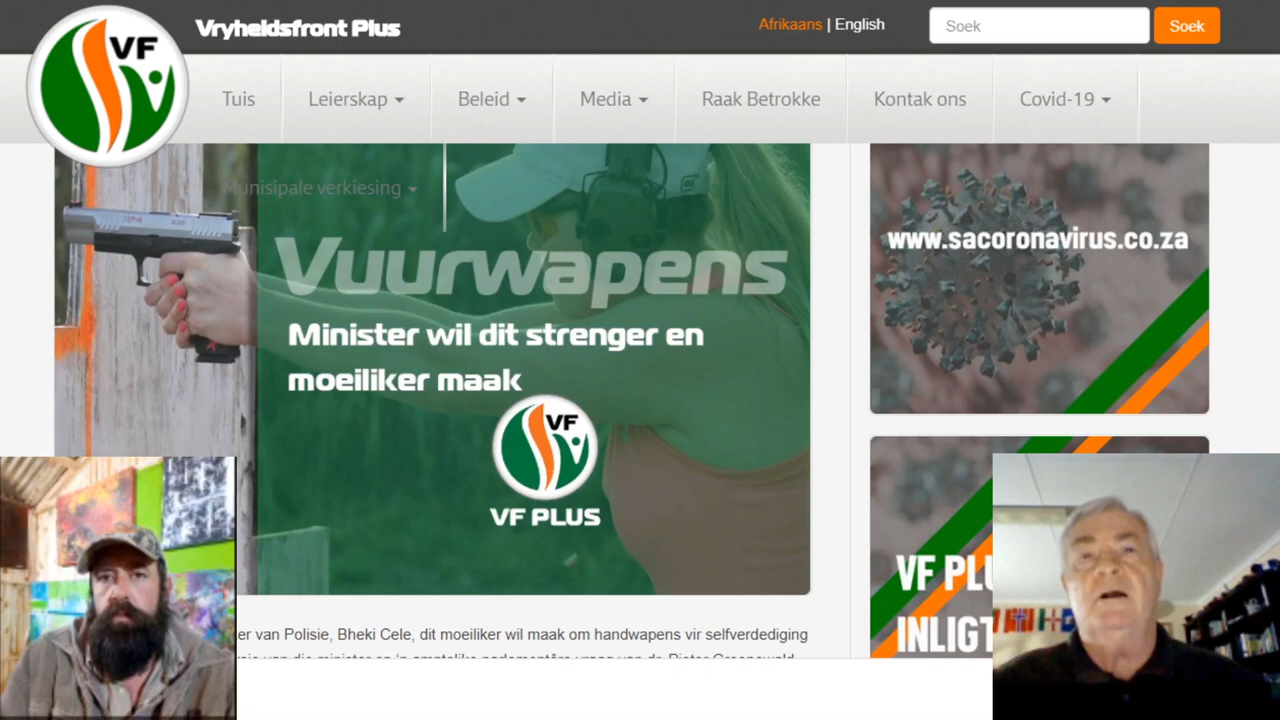 Vryheidsfront Plus
Afrikaans | English
Soek
Soek
VF
Tuis
Leierskap
Beleid
Media
Raak Betrokke
Kontak ons
Covid-19
Munisipale verkiesing
Vuurwapens
Minister wil dit strenger en
moeiliker maak
VF
VF PLUS
www.sacoronavirus.co.za
VF PLU
INLIGT
er van Polisie, Bheki Cele, dit moeiliker wil maak om handwapens vir selfverdediging